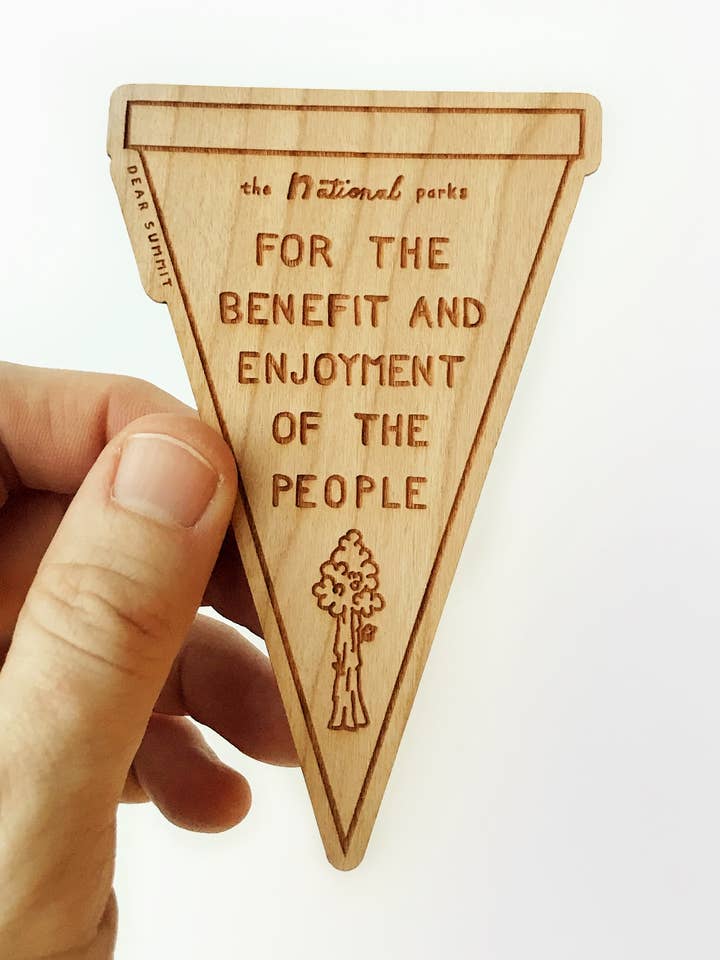 the National parks
DEAR SUMMIT
FOR THE
BENEFIT AND
ENJOYMENT
OF THE
PEOPLE